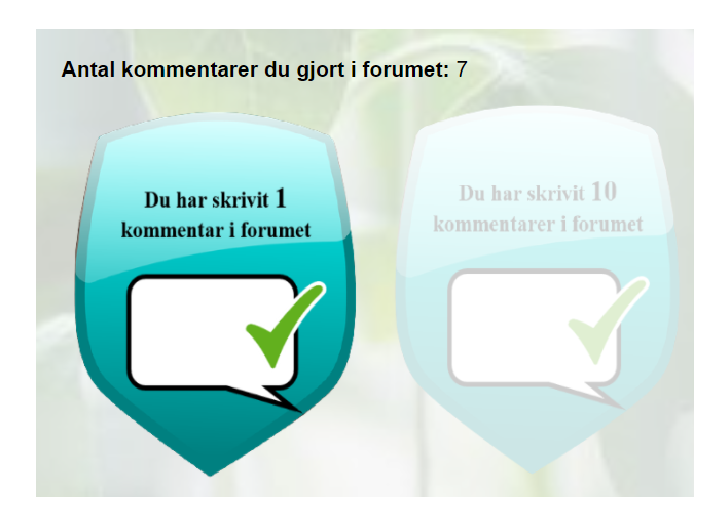 Antal kommentarer du gjort i forumet: 7
Du har skrivit 1
kommentar i forumet
Du har skrivit 10
kommentarer i forumet